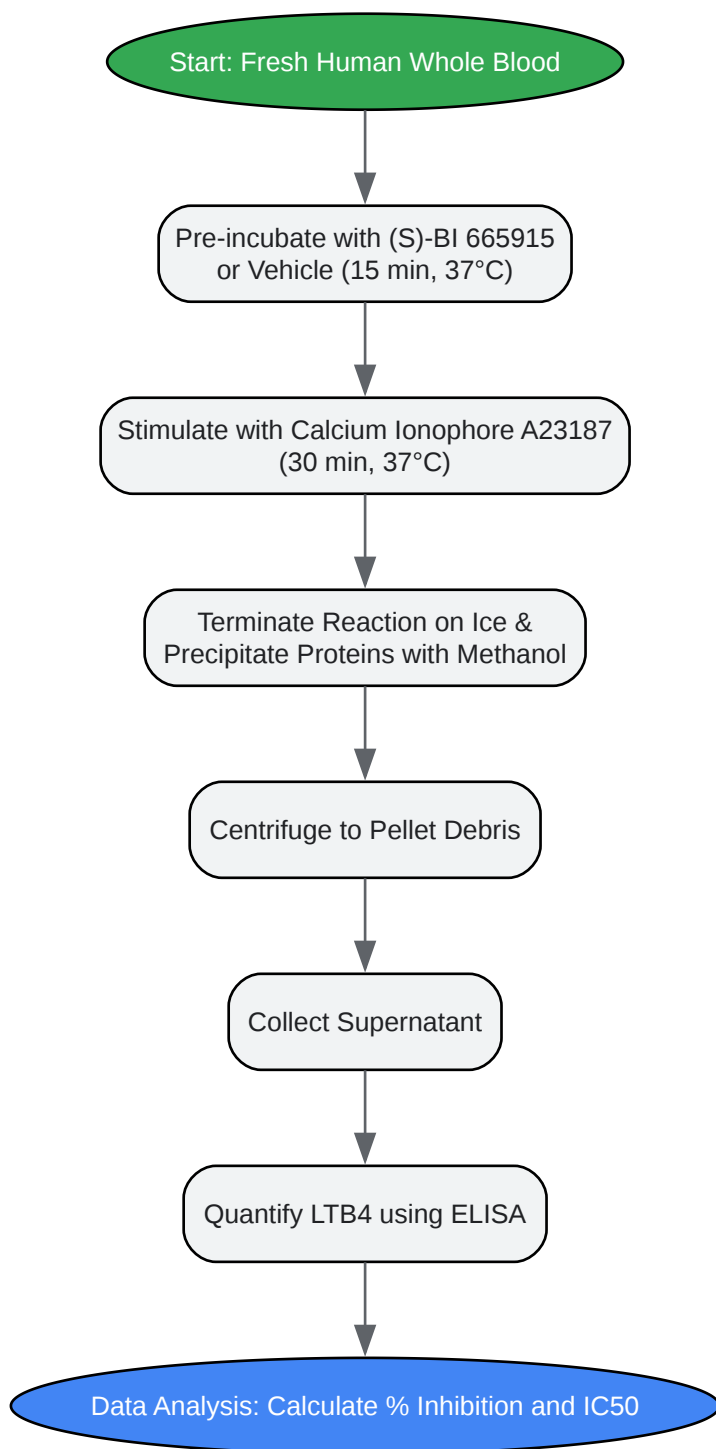 Start: Fresh Human Whole Blood
Pre-incubate with (S)-BI 665915
or Vehicle (15 min, 37°C)
Stimulate with Calcium Ionophore A23187
(30 min, 37°C)
Terminate Reaction on Ice &
Precipitate Proteins with Methanol
Centrifuge to Pellet Debris
Collect Supernatant
Quantify LTB4 using ELISA
Data Analysis: Calculate % Inhibition and IC50